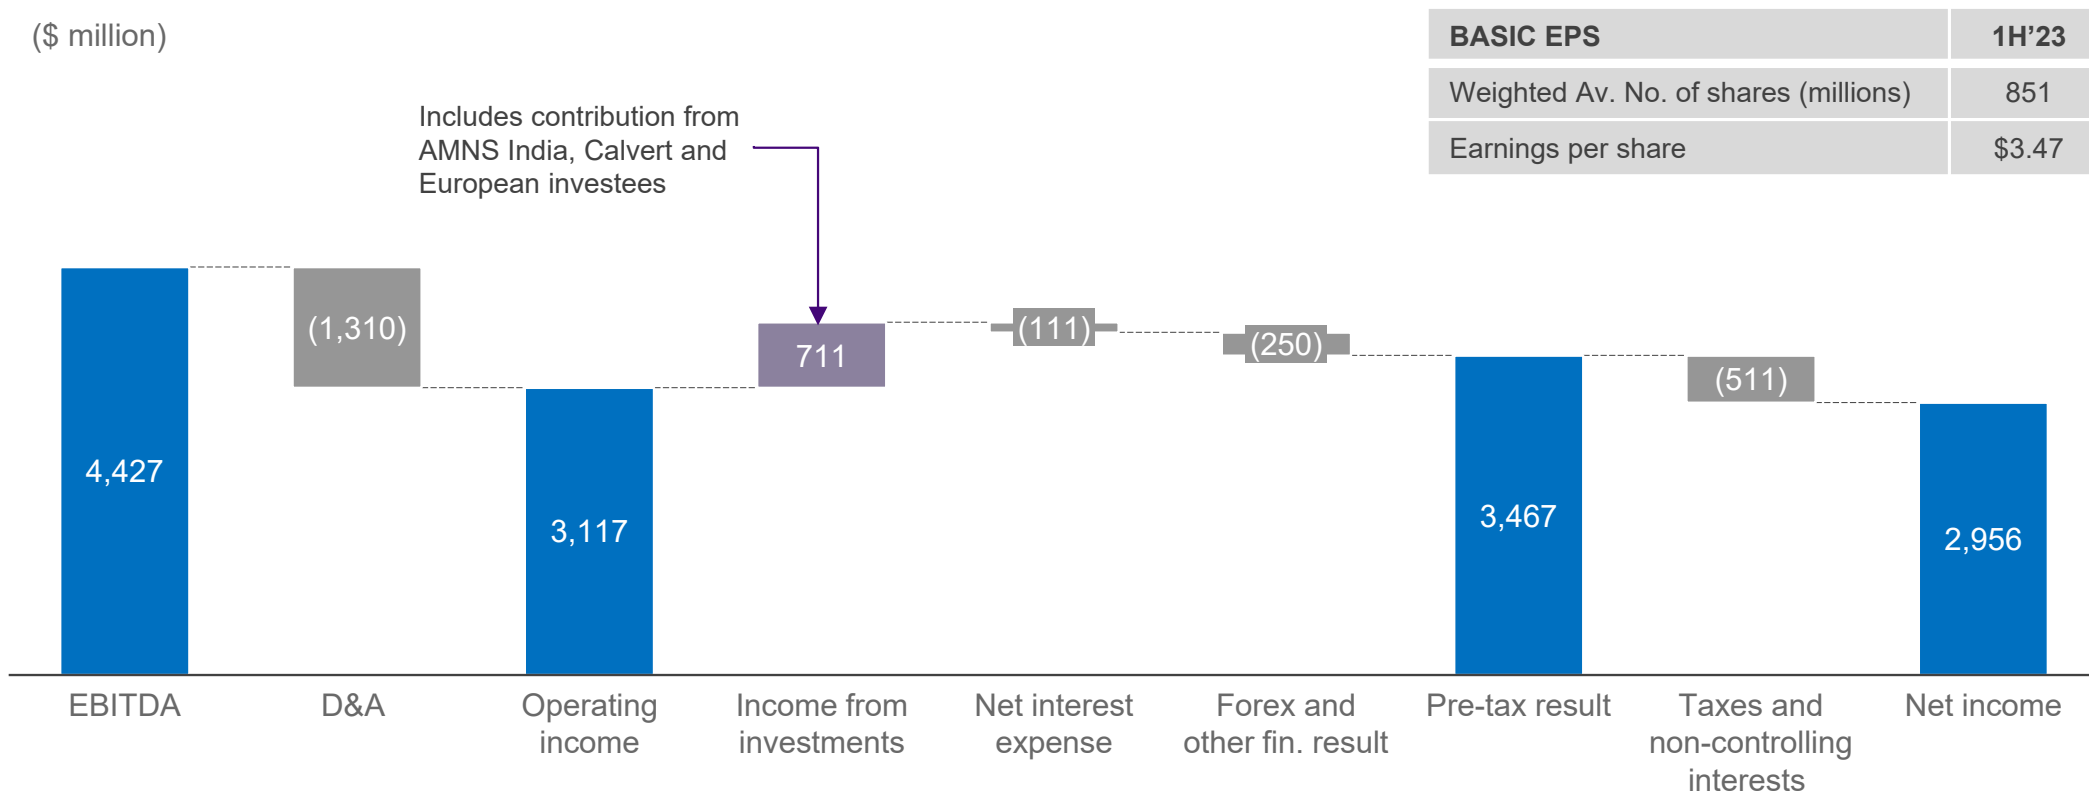 ($ million)
BASIC EPS 1H’23
Weighted Av. No. of shares (millions) 851
Earnings per share $3.47
Includes contribution from
AMNS India, Calvert and
European investees
4,427
(1,310)
3,117
711
(111)
(250)
3,467
(511)
2,956
EBITDA
D&A
Operating
income
Income from
investments
Net interest
expense
Forex and
other fin. result
Pre-tax result
Taxes and
non-controlling
interests
Net income